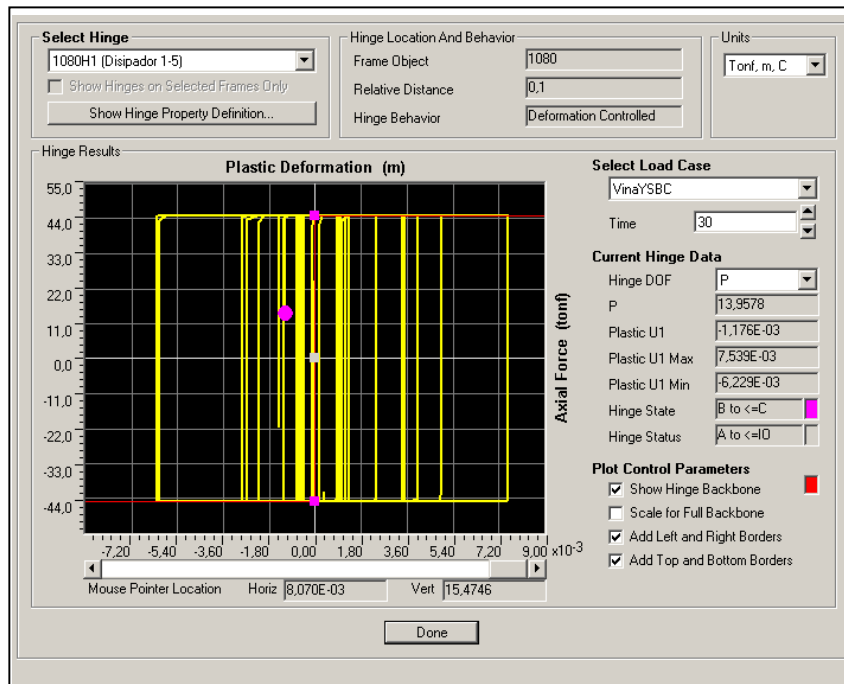 Select Hinge
1080H1 (Disipador 1-5)
Show Hinges on Selected Frames Only
Show Hinge Property Definition...
Hinge Location And Behavior
Frame Object 1080
Relative Distance 0,1
Hinge Behavior Deformation Controlled
Units
Tonf, m, C
Hinge Results
Plastic Deformation (m)
55,0
44,0
33,0
22,0
11,0
0,0
-11,0
-22,0
-33,0
-44,0
-7,20 -5,40 -3,60 -1,80 0,00 1,80 3,60 5,40 7,20 9,00 x10-3
Axial Force (tonf)
Mouse Pointer Location Horiz 8,070E-03 Vert 15,4746
Select Load Case
VinaYSBC
Time 30
Current Hinge Data
Hinge DOF P
P 13,9578
Plastic U1 -1,176E-03
Plastic U1 Max 7,539E-03
Plastic U1 Min -6,229E-03
Hinge State B to <=C
Hinge Status A to <=IO
Plot Control Parameters
Show Hinge Backbone
Scale for Full Backbone
Add Left and Right Borders
Add Top and Bottom Borders
Done